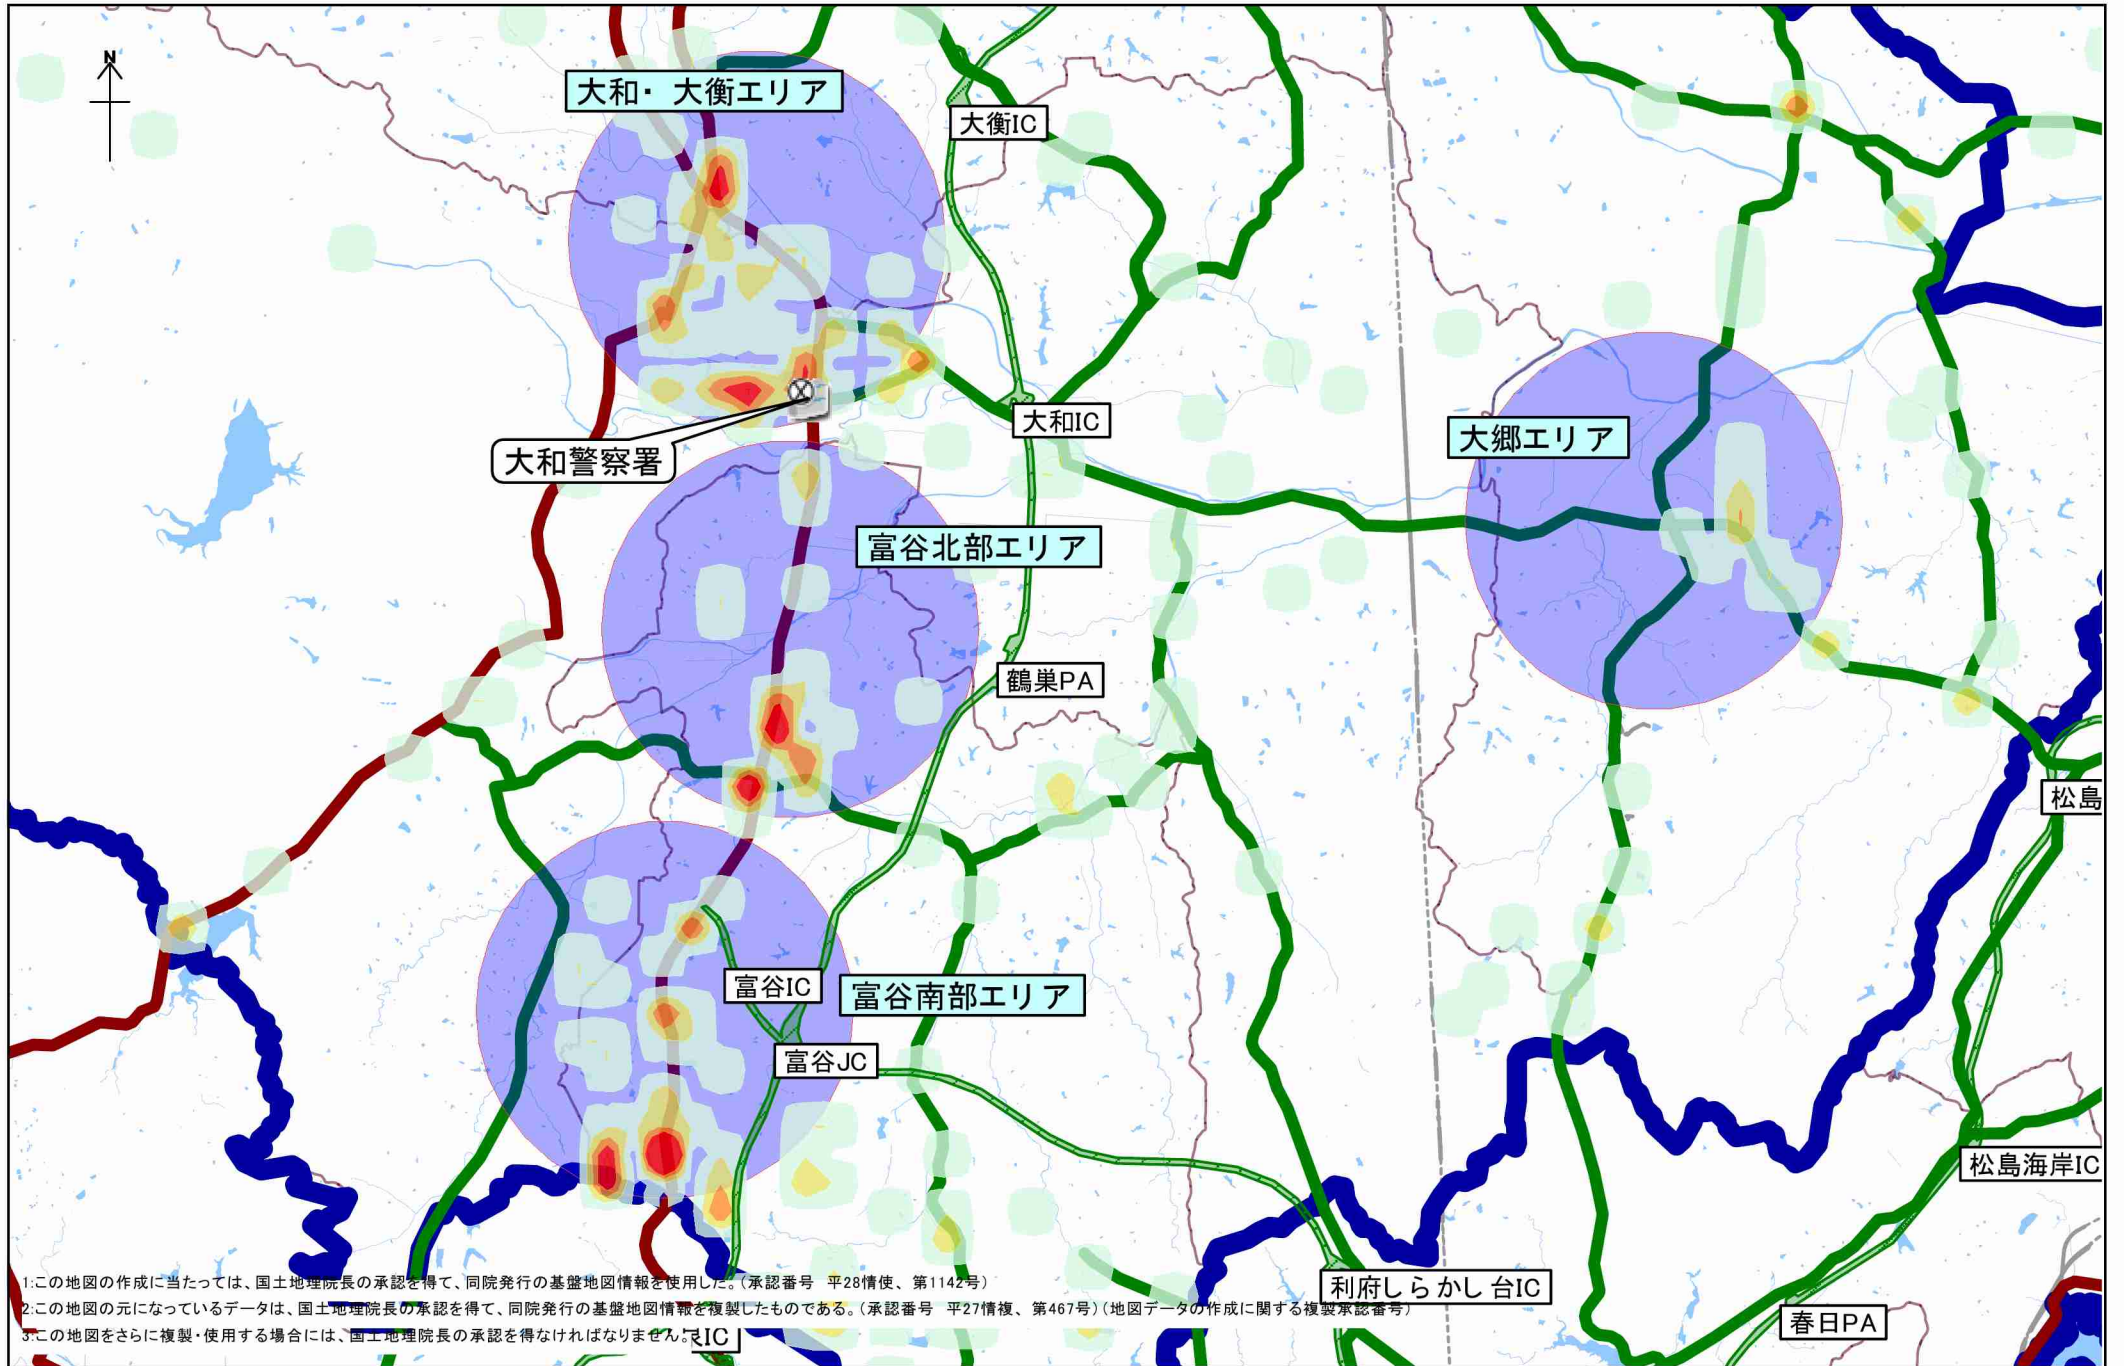 N
大和・大衡エリア
大衡IC
大和IC
大郷エリア
大和警察署
富谷北部エリア
鶴巣PA
松島
富谷IC
富谷南部エリア
富谷JC
松島海岸IC
利府しらかし台IC
春日PA
1:この地図の作成に当たっては、国土地理院長の承認を得て、同院発行の基盤地図情報を使用した。(承認番号　平28情使、第1142号)
2:この地図の元になっているデータは、国土地理院長の承認を得て、同院発行の基盤地図情報を複製したものである。(承認番号　平27情複、第467号)(地図データの作成に関する複製承認番号)
3:この地図をさらに複製・使用する場合には、国土地理院長の承認を得なければなりません。
IC